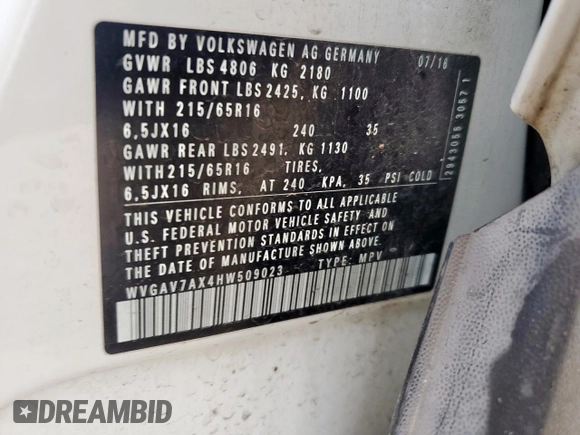 MFD BY VOLKSWAGEN AG GERMANY 07/16
GVWR LBS 4806 KG 2180
GAWR FRONT LBS 2425, KG 1100
WITH 215/65R16
6,5JX16 240 35
GAWR REAR LBS 2491, KG 1130
WITH 215/65R16 TIRES,
6,5JX16 RIMS, AT 240 KPA, 35 PSI COLD
THIS VEHICLE CONFORMS TO ALL APPLICABLE
U.S. FEDERAL MOTOR VEHICLE SAFETY AND
THEFT PREVENTION STANDARDS IN EFFECT ON
DATE OF MANUFACTURE SHOWN ABOVE.
WVGAV7AX4HW509023 TYPE: MPV
2943055 3057 1
DREAMBID